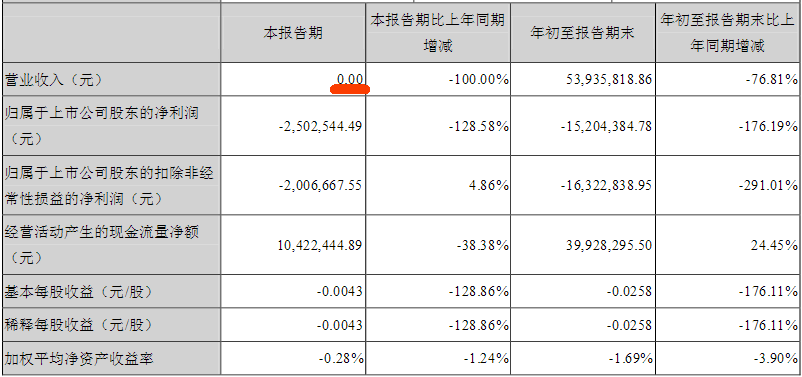 本报告期 本报告期比上年同期 年初至报告期末 年初至报告期末比上
增减 年同期增减
营业收入（元） 0.00 -100.00% 53,935,818.86 -76.81%
归属于上市公司股东的净利润
（元） -2,502,544.49 -128.58% -15,204,384.78 -176.19%
归属于上市公司股东的扣除非经
常性损益的净利润（元） -2,006,667.55 4.86% -16,322,838.95 -291.01%
经营活动产生的现金流量净额
（元） 10,422,444.89 -38.38% 39,928,295.50 24.45%
基本每股收益（元/股） -0.0043 -128.86% -0.0258 -176.11%
稀释每股收益（元/股） -0.0043 -128.86% -0.0258 -176.11%
加权平均净资产收益率 -0.28% -1.24% -1.69% -3.90%